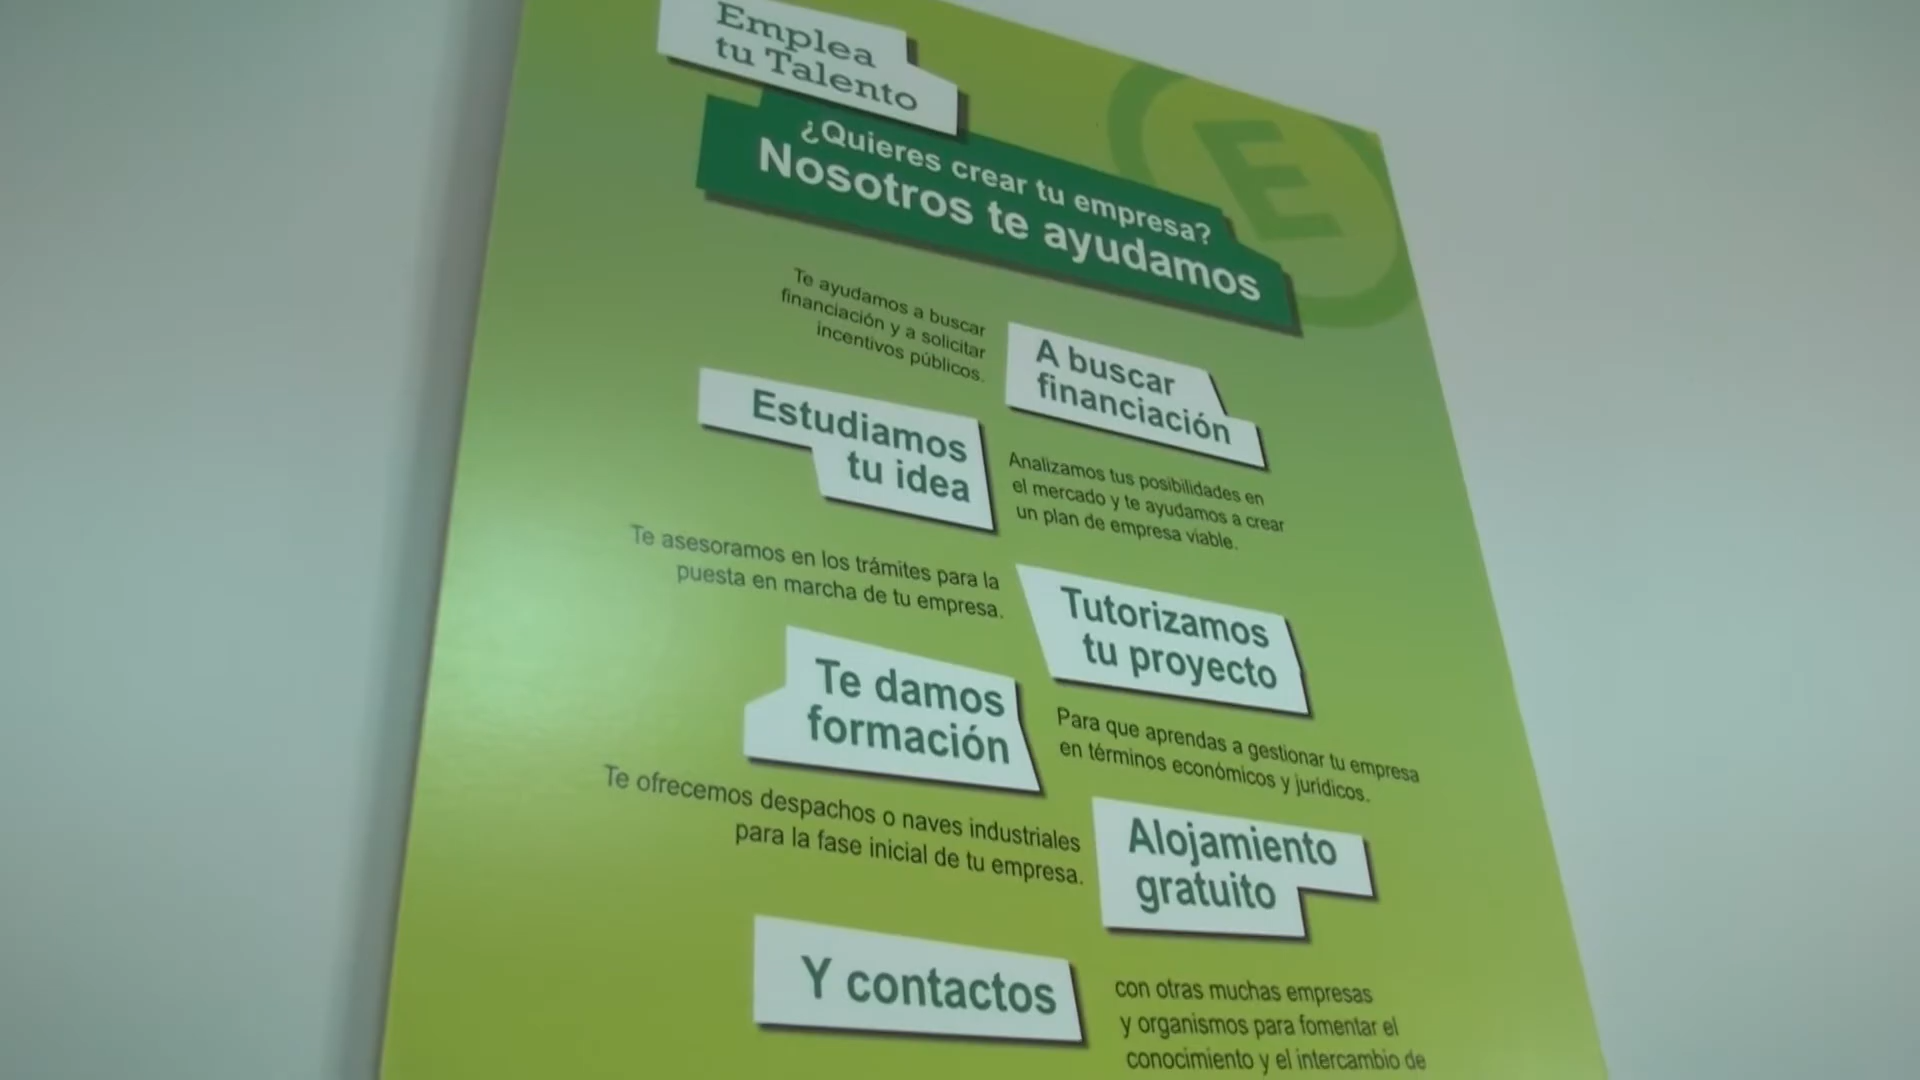 Emplea
tu Talento
E
¿Quieres crear tu empresa?
Nosotros te ayudamos
Te ayudamos a buscar
financiación y a solicitar
incentivos públicos.
A buscar
financiación
Estudiamos
tu idea
Analizamos tus posibilidades en
el mercado y te ayudamos a crear
un plan de empresa viable.
Te asesoramos en los trámites para la
puesta en marcha de tu empresa.
Tutorizamos
tu proyecto
Te damos
formación
Para que aprendas a gestionar tu empresa
en términos económicos y jurídicos.
Te ofrecemos despachos o naves industriales
para la fase inicial de tu empresa.
Alojamiento
gratuito
Y contactos
con otras muchas empresas
y organismos para fomentar el
conocimiento y el intercambio de